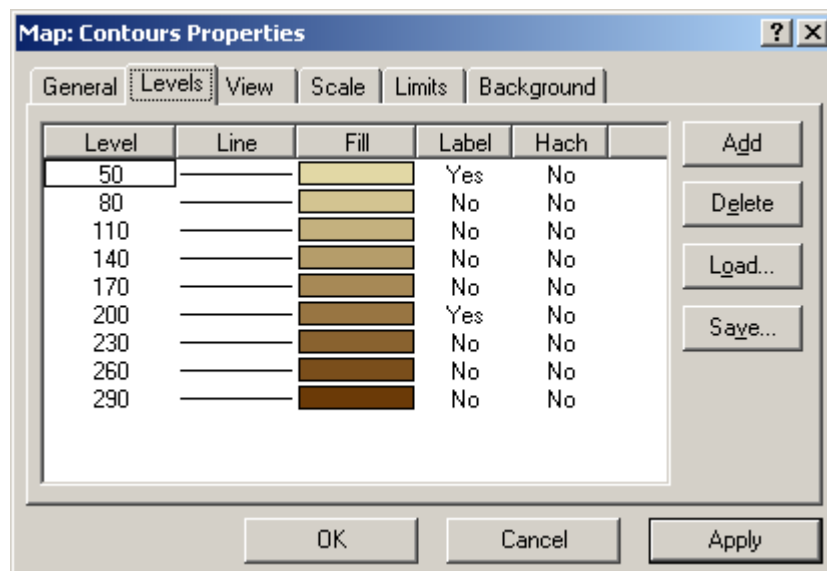 Map: Contours Properties
General Levels View Scale Limits Background
Level Line Fill Label Hach
50 Yes No
80 No No
110 No No
140 No No
170 No No
200 Yes No
230 No No
260 No No
290 No No
Add
Delete
Load...
Save...
OK Cancel Apply